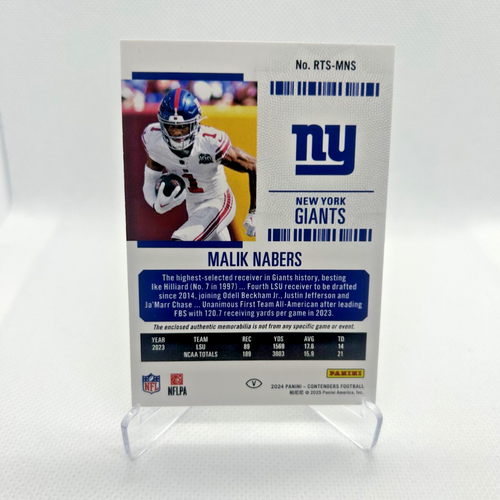 No. RTS-MNS
1
ny
NEW YORK
GIANTS
MALIK NABERS
The highest-selected receiver in Giants history, besting
Ike Hilliard (No. 7 in 1997) ... Fourth LSU receiver to be drafted
since 2014, joining Odell Beckham Jr., Justin Jefferson and
Ja'Marr Chase ... Unanimous First Team All-American after leading
FBS with 120.7 receiving yards per game in 2023.
The enclosed authentic memorabilia is not from any specific game or event.
YEAR TEAM REC YDS AVG TD
2023 LSU 89 1569 17.6 14
NCAA TOTALS 189 3003 15.9 21
PANINI
NFL
NFLPA
V
2024 PANINI – CONTENDERS FOOTBALL
© 2025 Panini America, Inc.